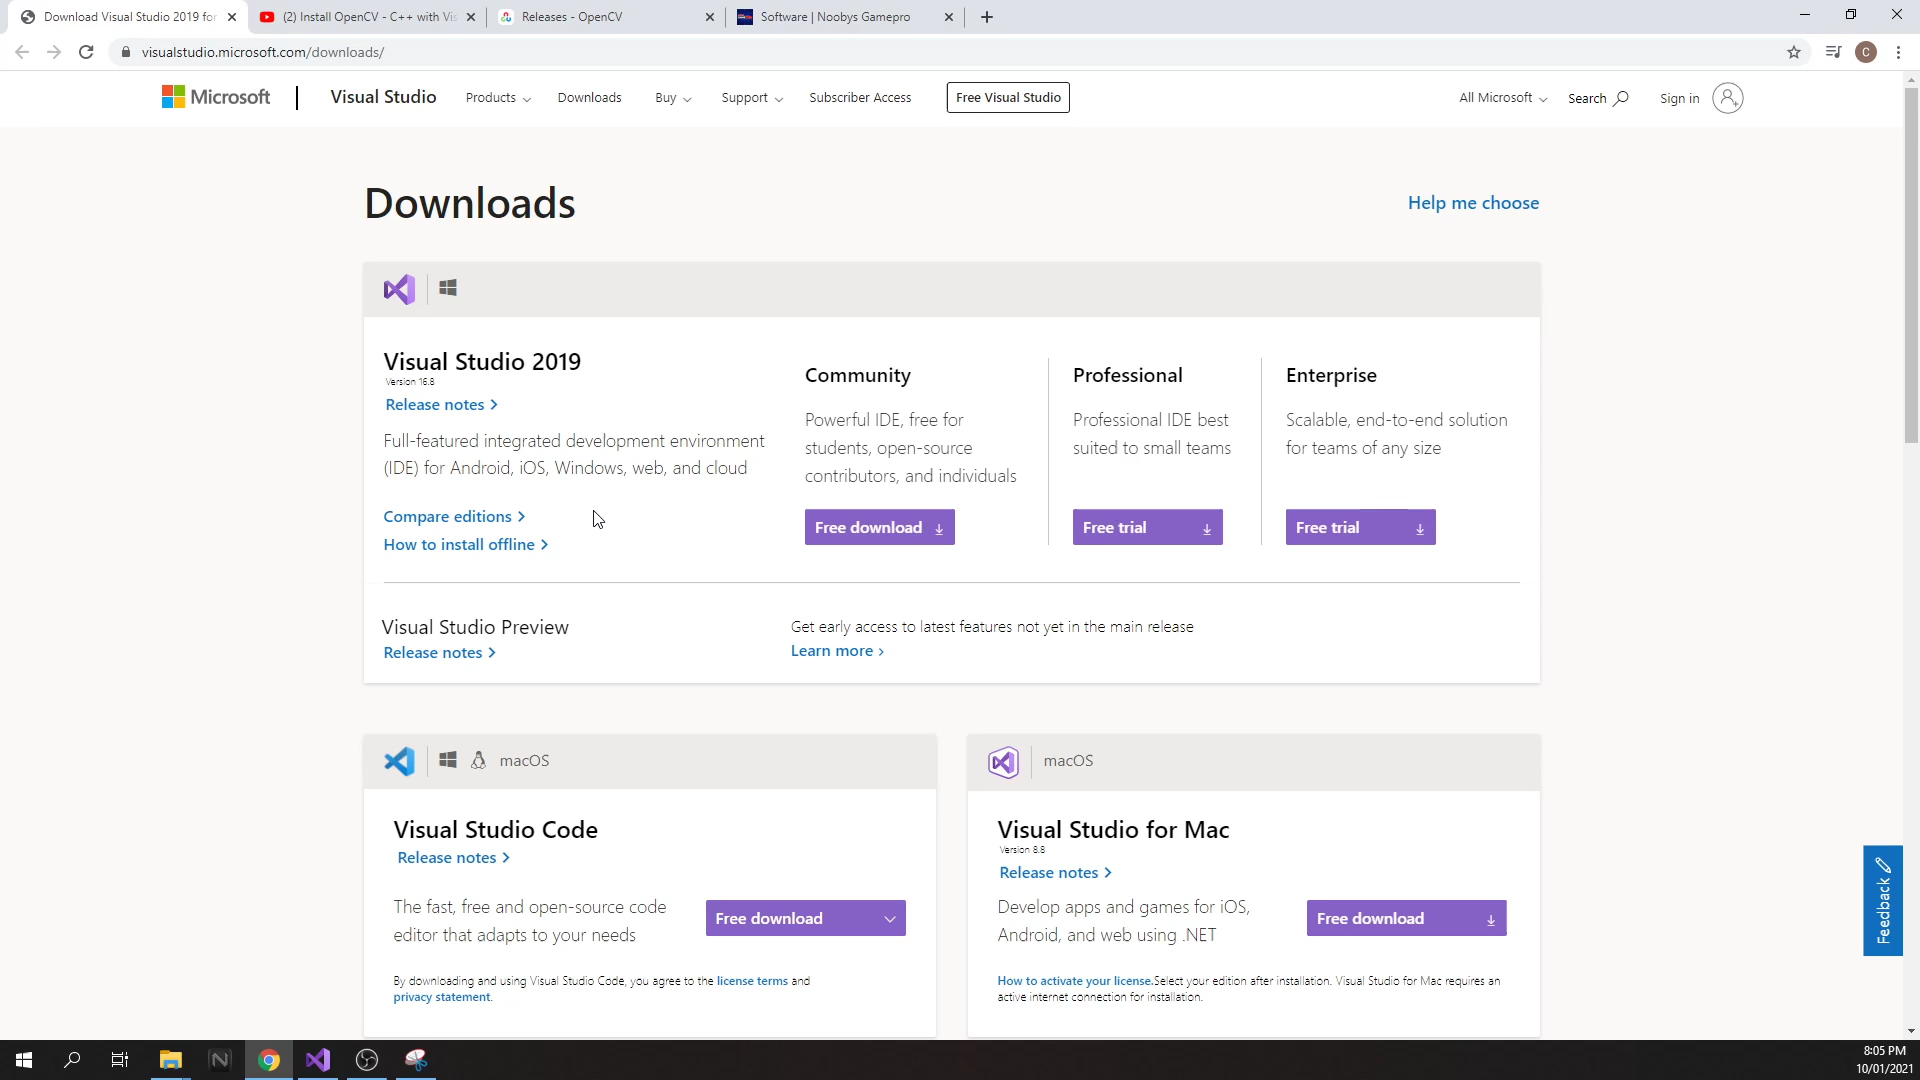 Download Visual Studio 2019 for
(2) Install OpenCV - C++ with Vis
Releases - OpenCV
Software | Noobys Gamepro
visualstudio.microsoft.com/downloads/
C
Microsoft
Visual Studio
Products
Downloads
Buy
Support
Subscriber Access
Free Visual Studio
All Microsoft
Search
Sign in
Downloads
Help me choose
Visual Studio 2019
Version 16.8
Release notes
Full-featured integrated development environment
(IDE) for Android, iOS, Windows, web, and cloud
Compare editions
How to install offline
Community
Powerful IDE, free for
students, open-source
contributors, and individuals
Free download
Professional
Professional IDE best
suited to small teams
Free trial
Enterprise
Scalable, end-to-end solution
for teams of any size
Free trial
Visual Studio Preview
Release notes
Get early access to latest features not yet in the main release
Learn more
macOS
Visual Studio Code
Release notes
The fast, free and open-source code
editor that adapts to your needs
Free download
By downloading and using Visual Studio Code, you agree to the license terms and
privacy statement.
macOS
Visual Studio for Mac
Version 8.8
Release notes
Develop apps and games for iOS,
Android, and web using .NET
Free download
How to activate your license.Select your edition after installation. Visual Studio for Mac requires an
active internet connection for installation.
Feedback
N
8:05 PM
10/01/2021